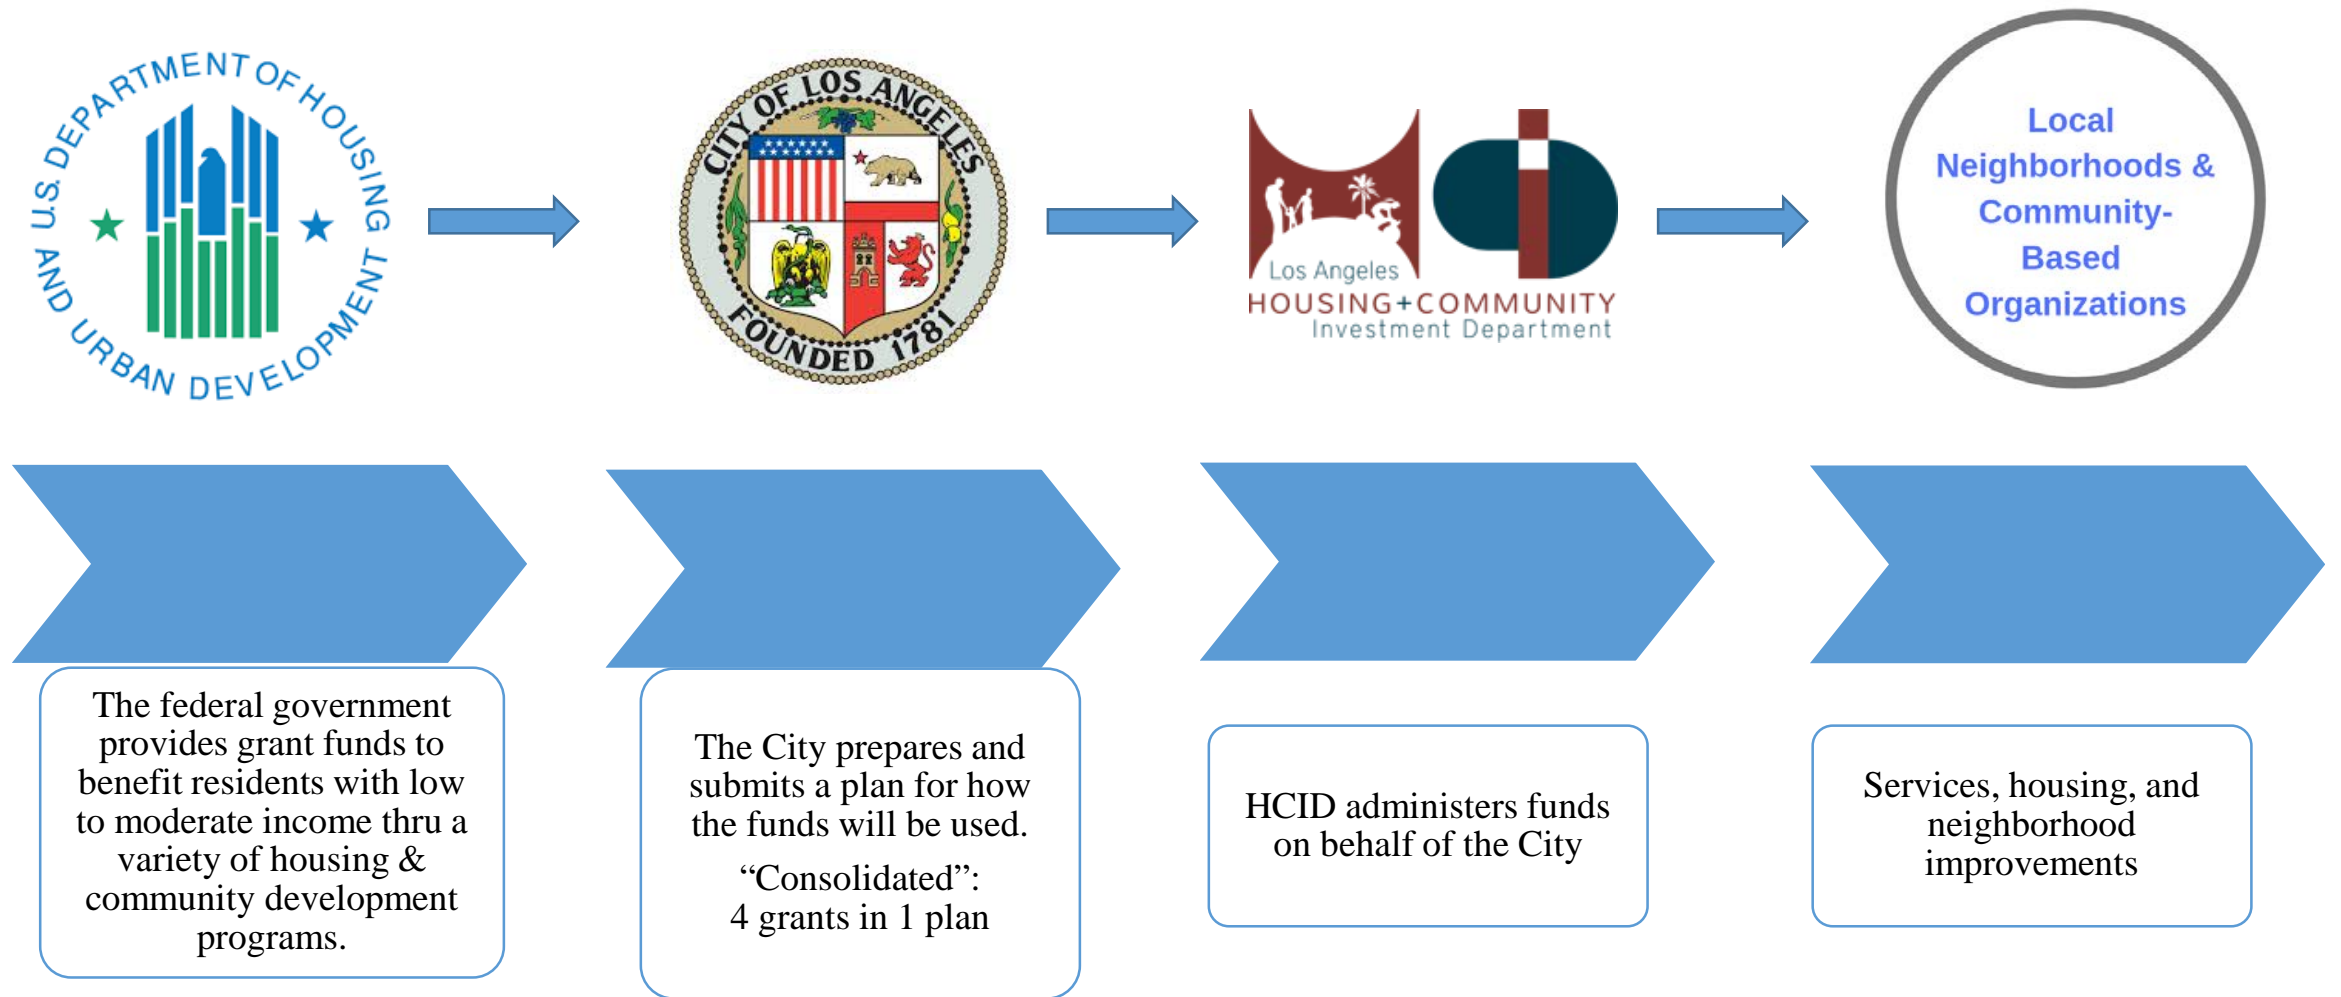 U.S. DEPARTMENT OF HOUSING
AND URBAN DEVELOPMENT
CITY OF LOS ANGELES
FOUNDED 1781
Los Angeles
HOUSING+COMMUNITY
Investment Department
Local
Neighborhoods &
Community-
Based
Organizations
The federal government
provides grant funds to
benefit residents with low
to moderate income thru a
variety of housing &
community development
programs.
The City prepares and
submits a plan for how
the funds will be used.
“Consolidated”:
4 grants in 1 plan
HCID administers funds
on behalf of the City
Services, housing, and
neighborhood
improvements